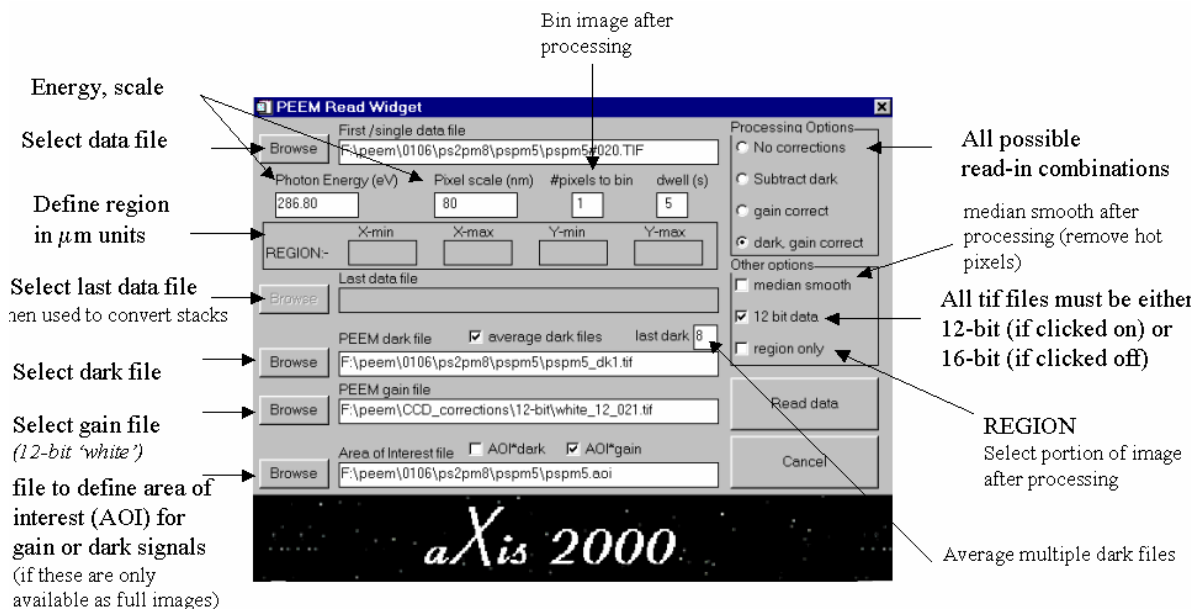 Bin image after
processing
Energy, scale
Select data file
Define region
in µm units
Select last data file
hen used to convert stacks
Select dark file
Select gain file
(12-bit ‘white’)
file to define area of
interest (AOI) for
gain or dark signals
(if these are only
available as full images)
PEEM Read Widget
First /single data file
Browse F:\peem\0106\ps2pm8\pspm5\pspm5#020.TIF
Photon Energy (eV) Pixel scale (nm) #pixels to bin dwell (s)
286.80 80 1 5
X-min X-max Y-min Y-max
REGION:-
Last data file
Browse
PEEM dark file average dark files last dark 8
Browse F:\peem\0106\ps2pm8\pspm5\pspm5_dk1.tif
PEEM gain file
Browse F:\peem\CCD_corrections\12-bit\white_12_021.tif
Area of Interest file AOI*dark AOI*gain
Browse F:\peem\0106\ps2pm8\pspm5\pspm5.aoi
Processing Options
No corrections
Subtract dark
gain correct
dark, gain correct
Other options
median smooth
12 bit data
region only
Read data
Cancel
aXis 2000
All possible
read-in combinations
median smooth after
processing (remove hot
pixels)
All tif files must be either
12-bit (if clicked on) or
16-bit (if clicked off)
REGION
Select portion of image
after processing
Average multiple dark files